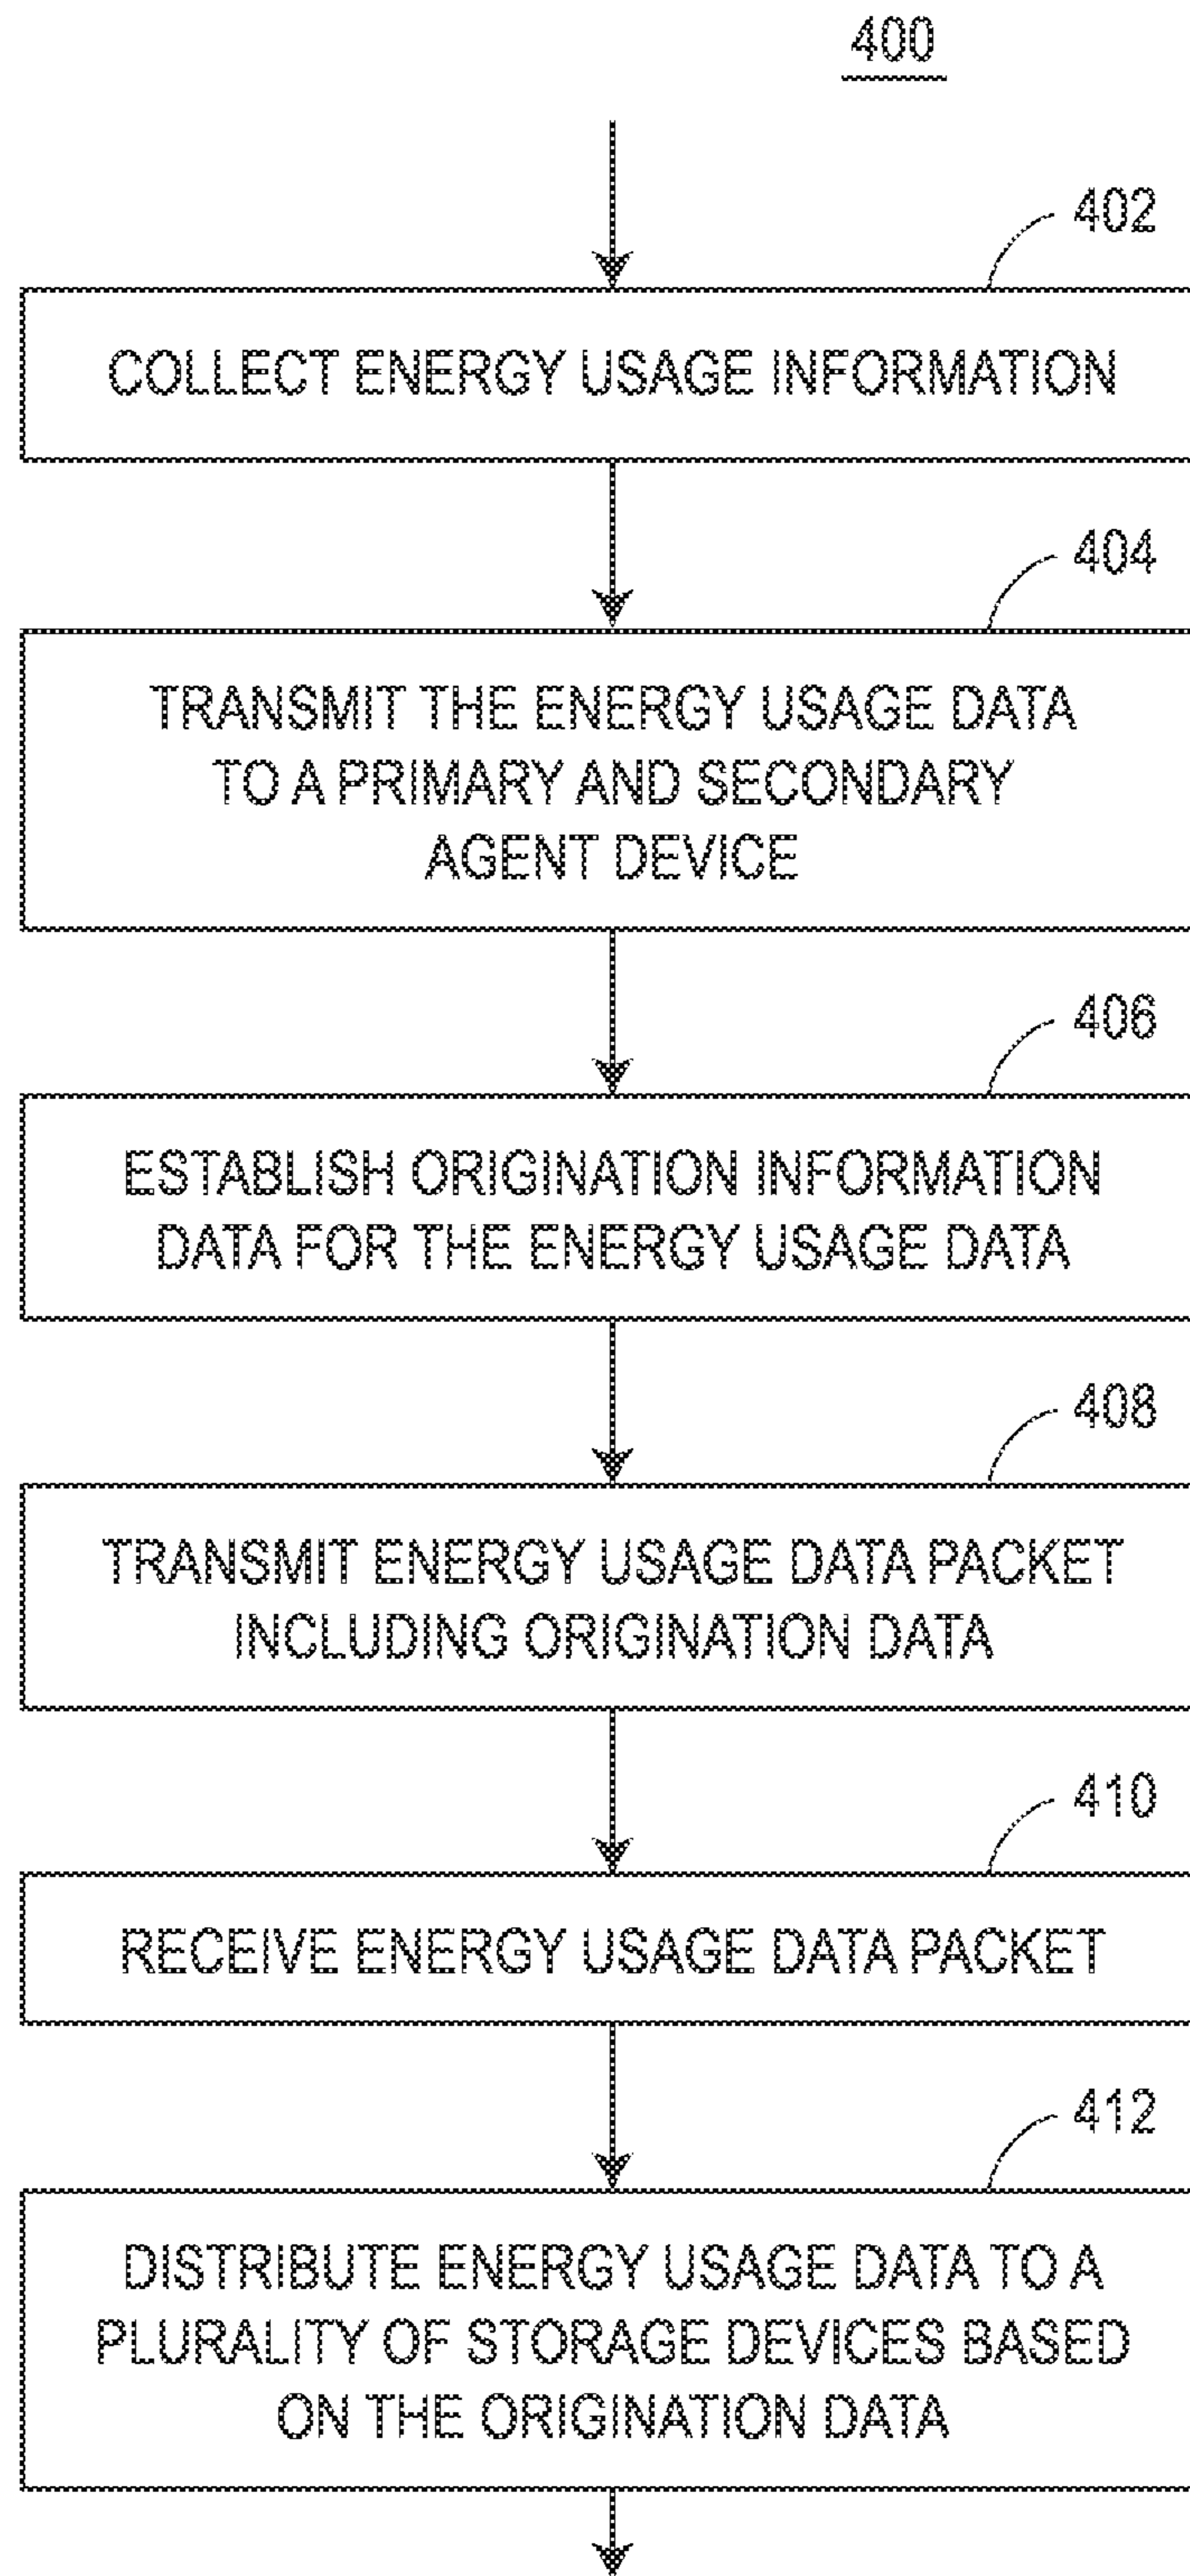 400
402
COLLECT ENERGY USAGE INFORMATION
404
TRANSMIT THE ENERGY USAGE DATA
TO A PRIMARY AND SECONDARY
AGENT DEVICE
406
ESTABLISH ORIGINATION INFORMATION
DATA FOR THE ENERGY USAGE DATA
408
TRANSMIT ENERGY USAGE DATA PACKET
INCLUDING ORIGINATION DATA
410
RECEIVE ENERGY USAGE DATA PACKET
412
DISTRIBUTE ENERGY USAGE DATA TO A
PLURALITY OF STORAGE DEVICES BASED
ON THE ORIGINATION DATA